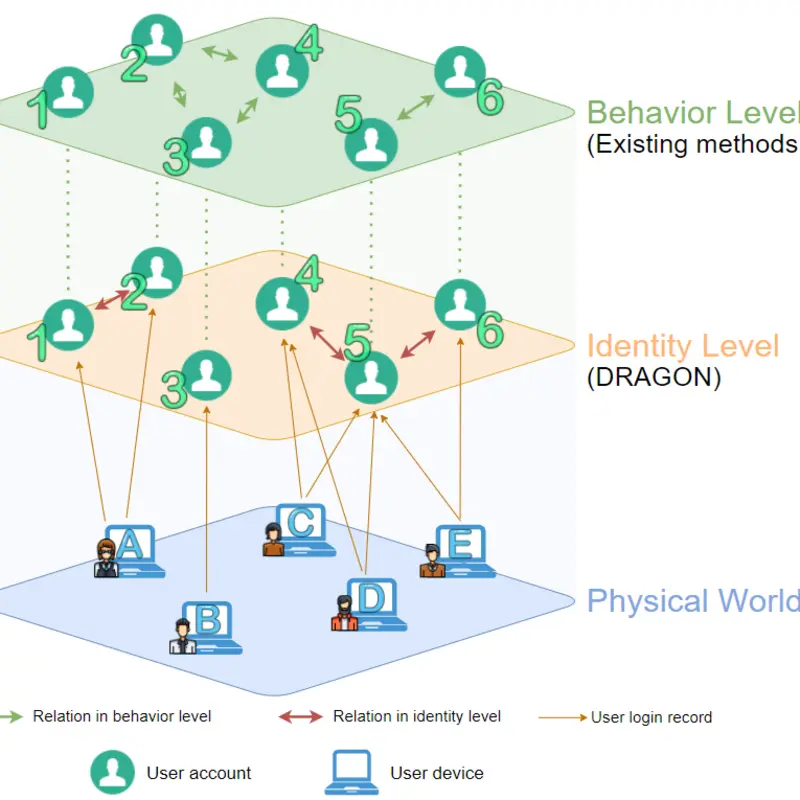 2
4
1
6
5
3
Behavior Level
(Existing methods
4
2
1
5
6
3
Identity Level
(DRAGON)
C
A
E
D
B
Physical World
Relation in behavior level
Relation in identity level
User login record
User account
User device